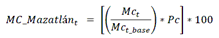 MC_Mazatlán_t = [(Mc_t / Mc_t_base) * Pc] * 100